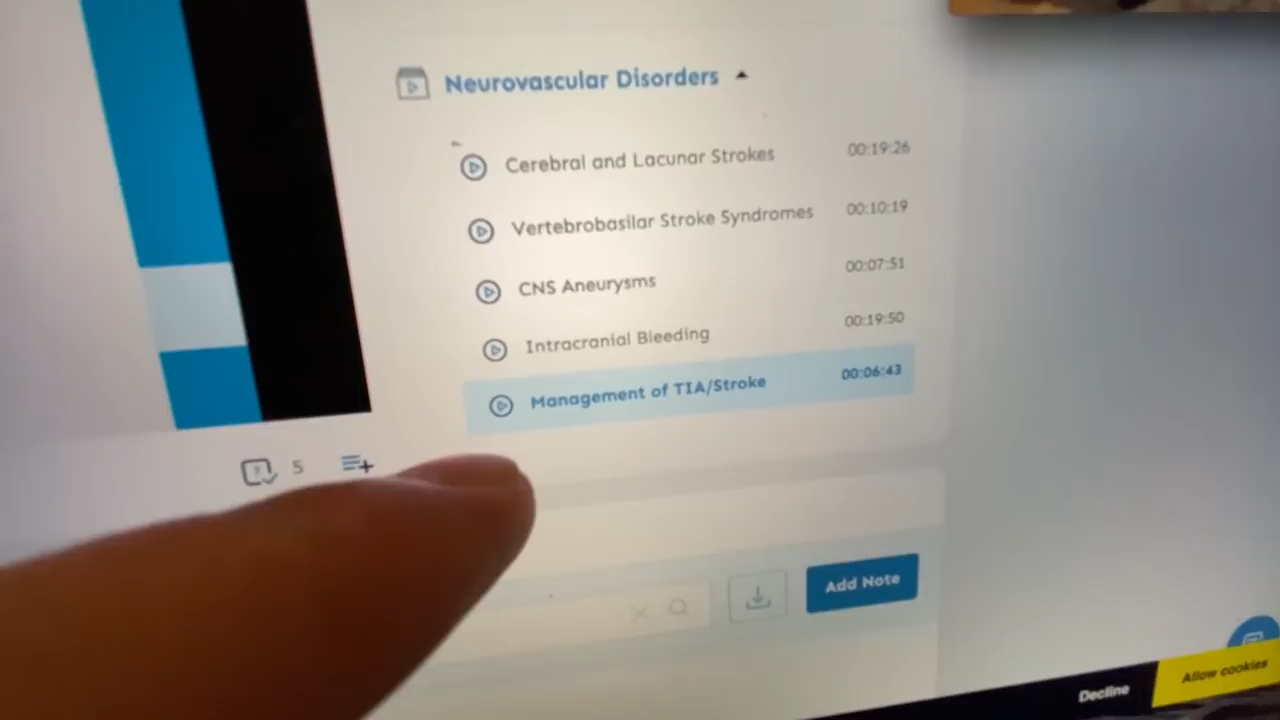 Neurovascular Disorders
Cerebral and Lacunar Strokes 00:19:26
Vertebrobasilar Stroke Syndromes 00:10:19
CNS Aneurysms 00:07:51
Intracranial Bleeding 00:19:50
Management of TIA/Stroke 00:06:43
? 5
Add Note
Decline
Allow cookies